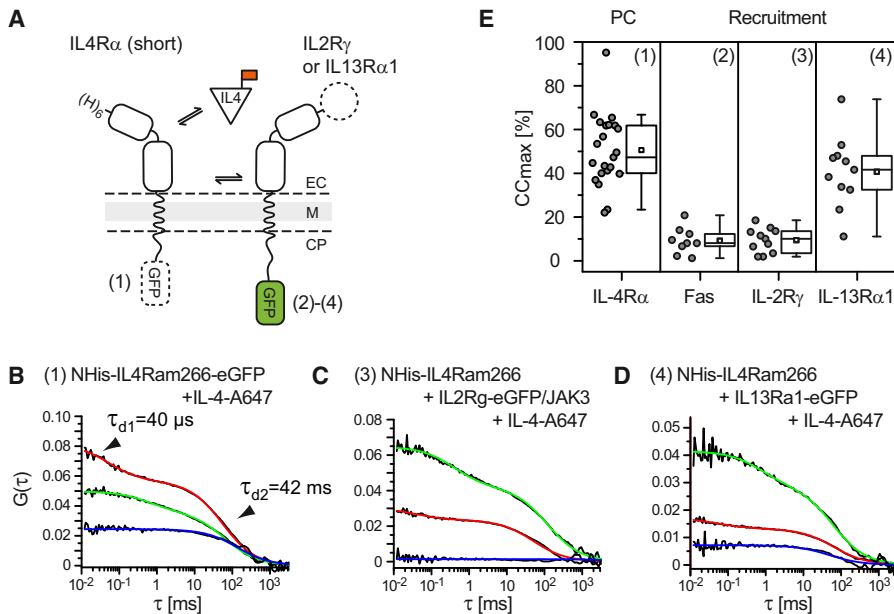 A
IL4Rα (short)
IL2Rγ
or IL13Rα1
(H)6
IL4
EC
M
CP
(1)
GFP
GFP
(2)-(4)
E
PC
Recruitment
(1)
(2)
(3)
(4)
CCmax [%]
100
80
60
40
20
0
IL-4Rα
Fas
IL-2Rγ
IL-13Rα1
B
(1) NHis-IL4Ram266-eGFP
+IL-4-A647
τd1=40 µs
τd2=42 ms
G(τ)
0.10
0.08
0.06
0.04
0.02
0
10-2
10-1
1
10
102
103
τ [ms]
C
(3) NHis-IL4Ram266
+ IL2Rg-eGFP/JAK3
+ IL-4-A647
0.08
0.06
0.04
0.02
0
10-2
10-1
1
10
102
103
τ [ms]
D
(4) NHis-IL4Ram266
+ IL13Ra1-eGFP
+ IL-4-A647
0.05
0.04
0.03
0.02
0.01
0
10-2
10-1
1
10
102
103
τ [ms]